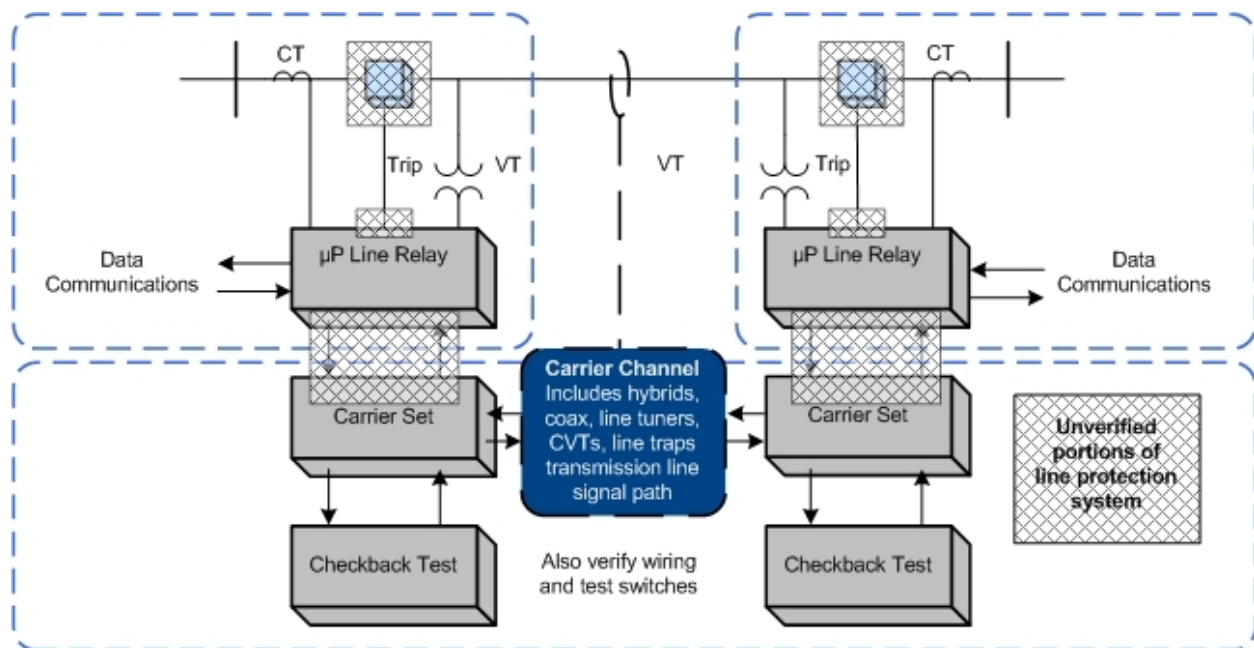 CT
CT
Trip
VT
VT
Trip
Data
Communications
µP Line Relay
µP Line Relay
Data
Communications
Carrier Channel
Includes hybrids,
coax, line tuners,
CVTs, line traps
transmission line
signal path
Carrier Set
Carrier Set
Unverified
portions of
line protection
system
Checkback Test
Also verify wiring
and test switches
Checkback Test